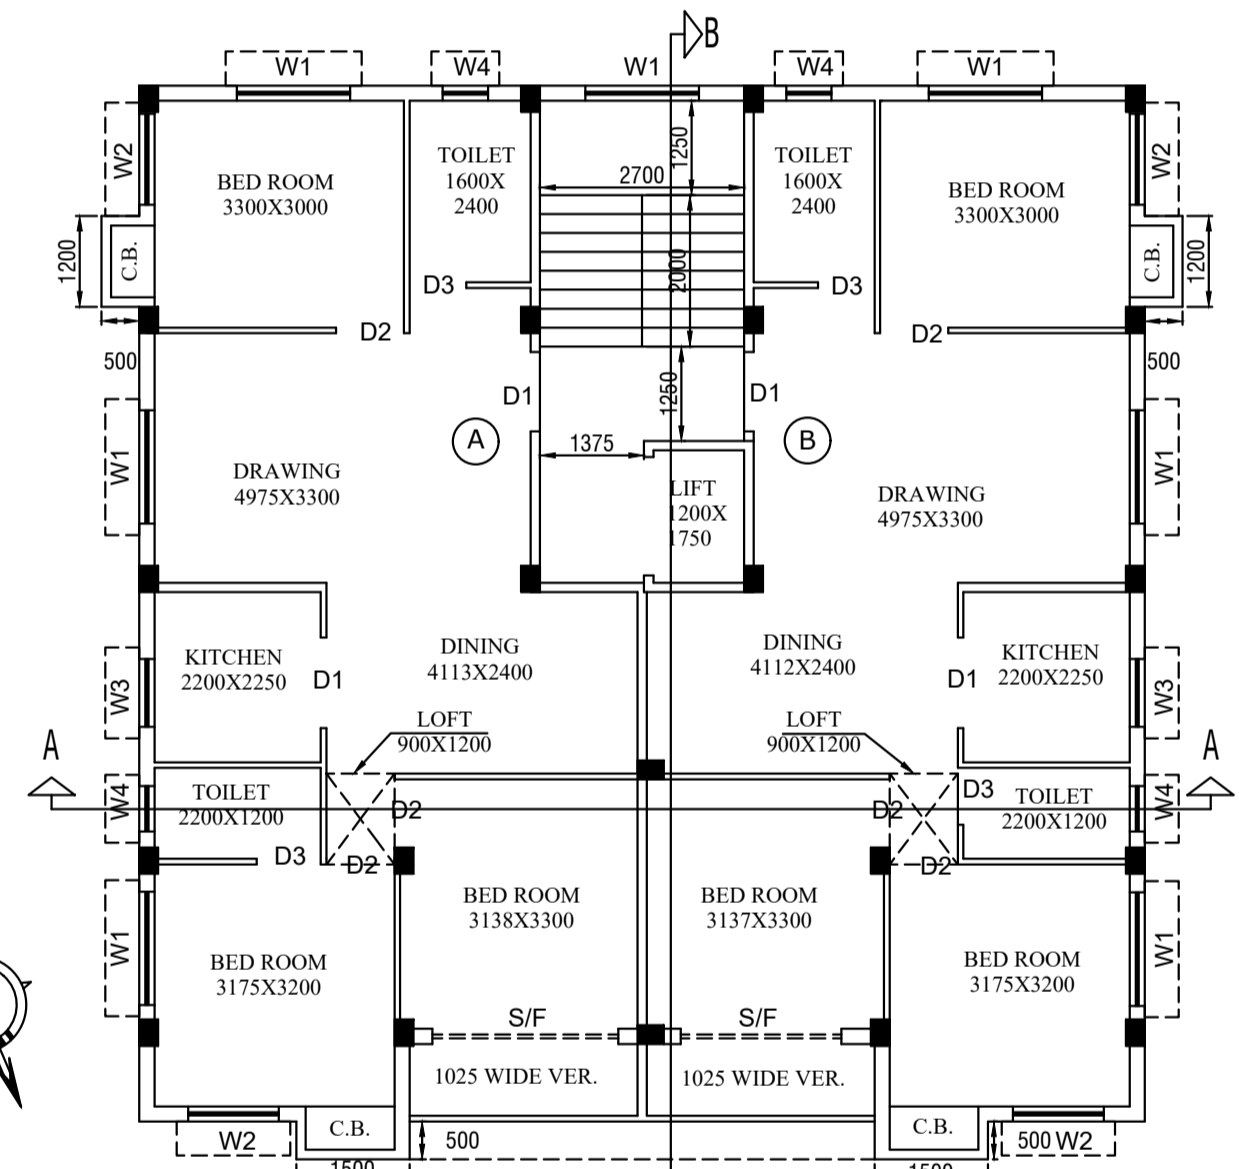 B
W1
W4
W1
W4
W1
W2
BED ROOM
3300X3000
TOILET
1600X
2400
1250
2700
TOILET
1600X
2400
BED ROOM
3300X3000
W2
1200
C.B.
D3
2000
D3
C.B.
1200
D2
D2
500
500
D1
1250
D1
A
1375
B
W1
DRAWING
4975X3300
LIFT
1200X
1750
DRAWING
4975X3300
W1
KITCHEN
2200X2250
D1
DINING
4113X2400
DINING
4112X2400
D1
KITCHEN
2200X2250
W3
W3
LOFT
900X1200
LOFT
900X1200
A
A
W4
TOILET
2200X1200
D2
D2
D3
TOILET
2200X1200
W4
D3
D2
D2
BED ROOM
3138X3300
BED ROOM
3137X3300
W1
BED ROOM
3175X3200
BED ROOM
3175X3200
W1
S/F
S/F
1025 WIDE VER.
1025 WIDE VER.
W2
C.B.
500
C.B.
500
W2
1500
1500